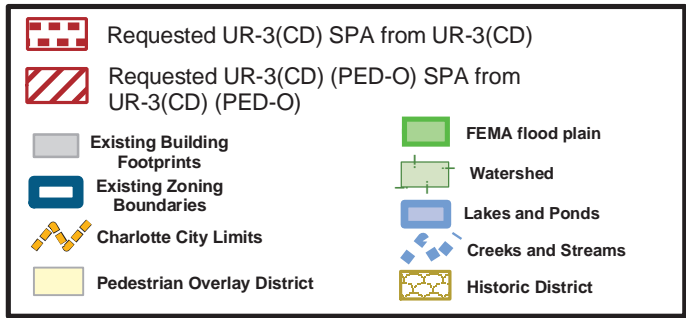 Requested UR-3(CD) SPA from UR-3(CD)
Requested UR-3(CD) (PED-O) SPA from
UR-3(CD) (PED-O)
Existing Building
Footprints
Existing Zoning
Boundaries
Charlotte City Limits
Pedestrian Overlay District
FEMA flood plain
Watershed
Lakes and Ponds
Creeks and Streams
Historic District